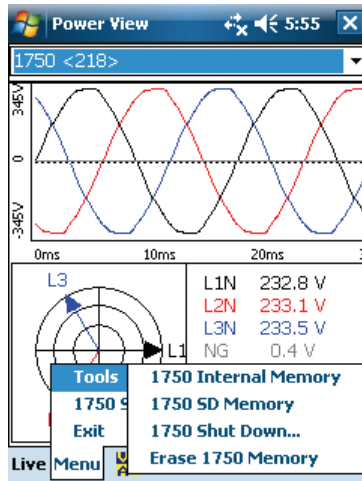 Power View
5:55
1750 <218>
345V
0
-345V
0ms 10ms 20ms
L3
L1
L1N 232.8 V
L2N 233.1 V
L3N 233.5 V
NG 0.4 V
Tools
1750 S
Exit
1750 Internal Memory
1750 SD Memory
1750 Shut Down...
Erase 1750 Memory
Live Menu